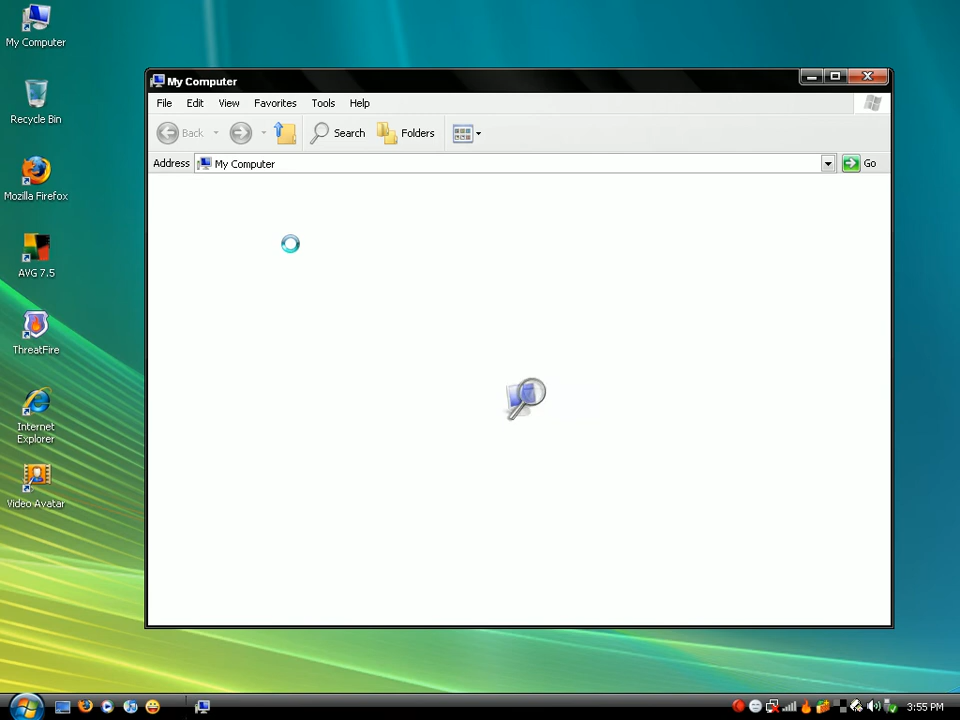 My Computer
Recycle Bin
Mozilla Firefox
AVG 7.5
ThreatFire
Internet
Explorer
Video Avatar
My Computer
File Edit View Favorites Tools Help
Back Search Folders
Address My Computer Go
3:55 PM